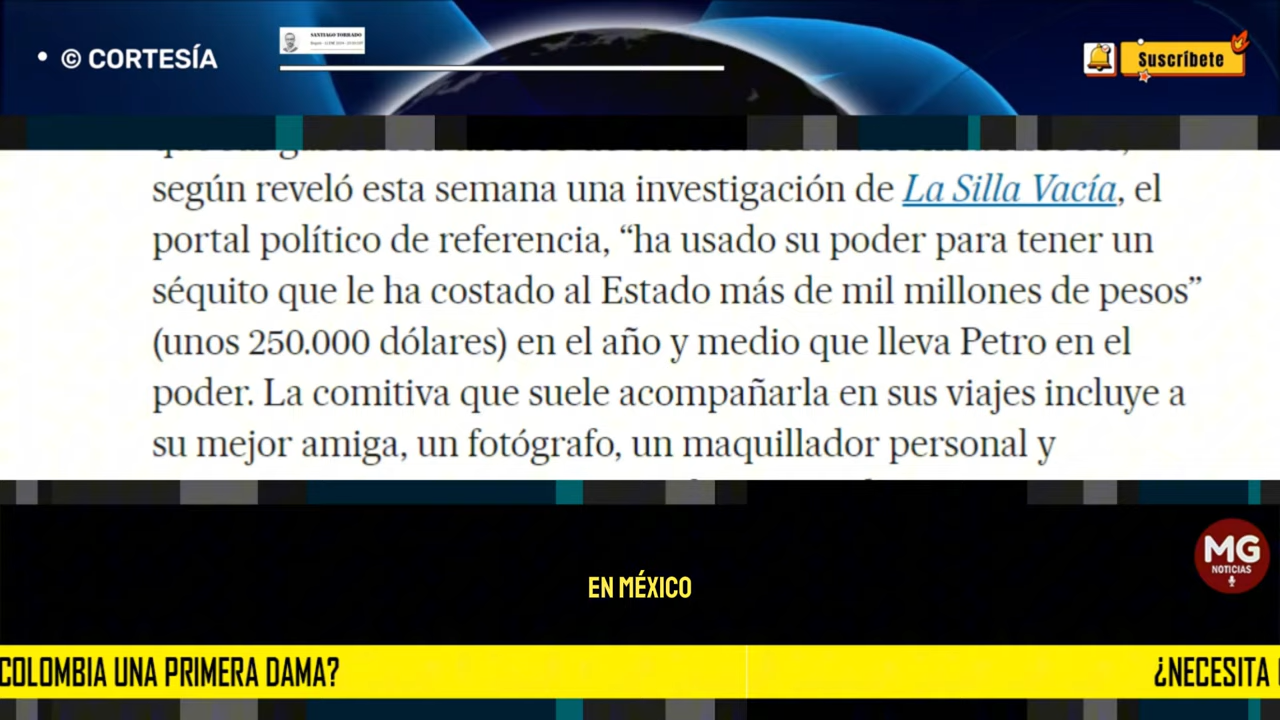 • © CORTESÍA
SANTIAGO TORRADO
Suscríbete
según reveló esta semana una investigación de La Silla Vacía, el
portal político de referencia, “ha usado su poder para tener un
séquito que le ha costado al Estado más de mil millones de pesos”
(unos 250.000 dólares) en el año y medio que lleva Petro en el
poder. La comitiva que suele acompañarla en sus viajes incluye a
su mejor amiga, un fotógrafo, un maquillador personal y
MG
NOTICIAS
EN MÉXICO
COLOMBIA UNA PRIMERA DAMA?
¿NECESITA